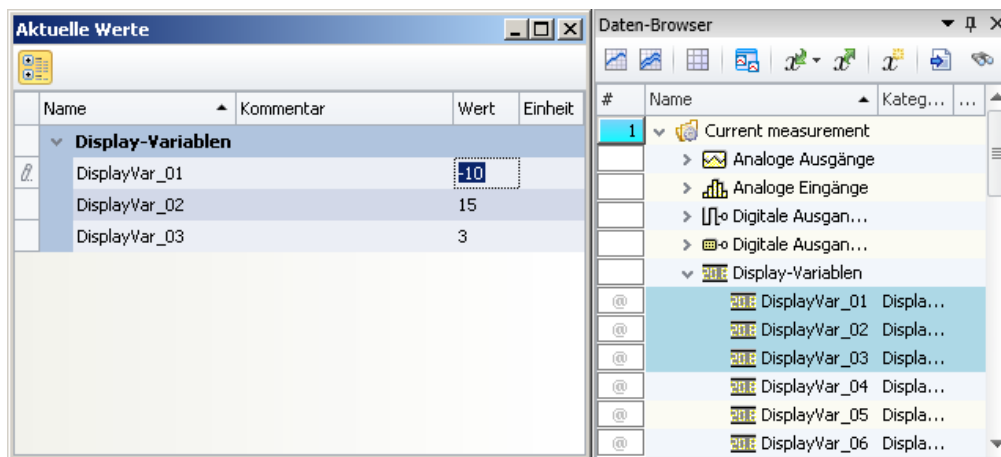 Aktuelle Werte
Name Kommentar Wert Einheit
Display-Variablen
DisplayVar_01 -10
DisplayVar_02 15
DisplayVar_03 3
Daten-Browser
# Name Kateg... ...
1 Current measurement
Analoge Ausgänge
Analoge Eingänge
Digitale Ausgan...
Digitale Ausgan...
Display-Variablen
@ DisplayVar_01 Displa...
@ DisplayVar_02 Displa...
@ DisplayVar_03 Displa...
@ DisplayVar_04 Displa...
@ DisplayVar_05 Displa...
@ DisplayVar_06 Displa...